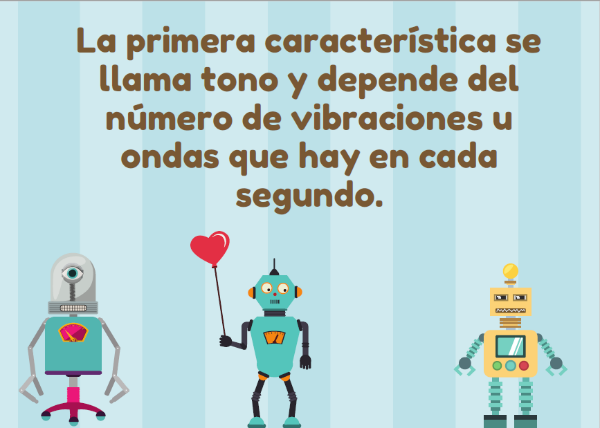 La primera característica se
llama tono y depende del
número de vibraciones u
ondas que hay en cada
segundo.